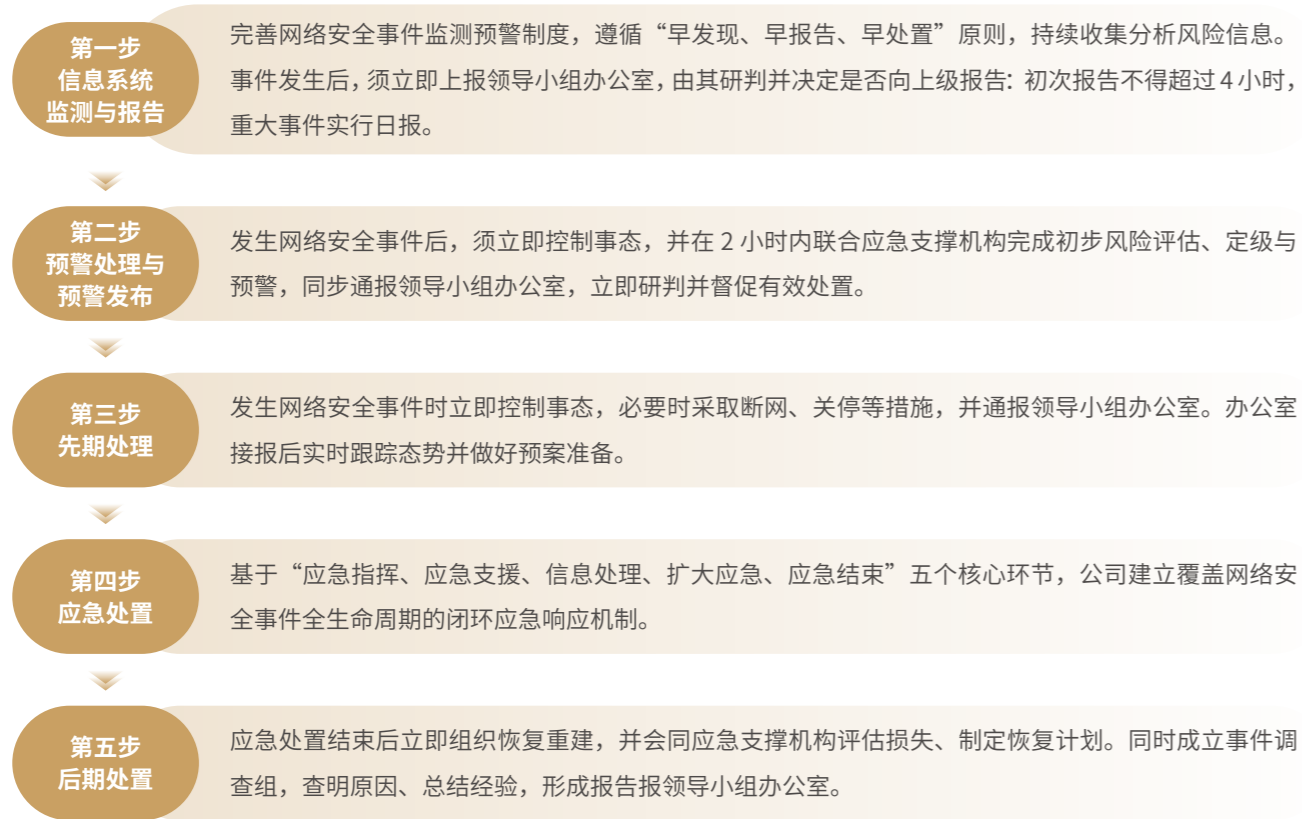 第一步
信息系统
监测与报告
完善网络安全事件监测预警制度，遵循“早发现、早报告、早处置”原则，持续收集分析风险信息。
事件发生后，须立即上报领导小组办公室，由其研判并决定是否向上级报告：初次报告不得超过 4 小时，
重大事件实行日报。
第二步
预警处理与
预警发布
发生网络安全事件后，须立即控制事态，并在 2 小时内联合应急支撑机构完成初步风险评估、定级与
预警，同步通报领导小组办公室，立即研判并督促有效处置。
第三步
先期处理
发生网络安全事件时立即控制事态，必要时采取断网、关停等措施，并通报领导小组办公室。办公室
接报后实时跟踪态势并做好预案准备。
第四步
应急处置
基于“应急指挥、应急支援、信息处理、扩大应急、应急结束”五个核心环节，公司建立覆盖网络安
全事件全生命周期的闭环应急响应机制。
第五步
后期处置
应急处置结束后立即组织恢复重建，并会同应急支撑机构评估损失、制定恢复计划。同时成立事件调
查组，查明原因、总结经验，形成报告报领导小组办公室。